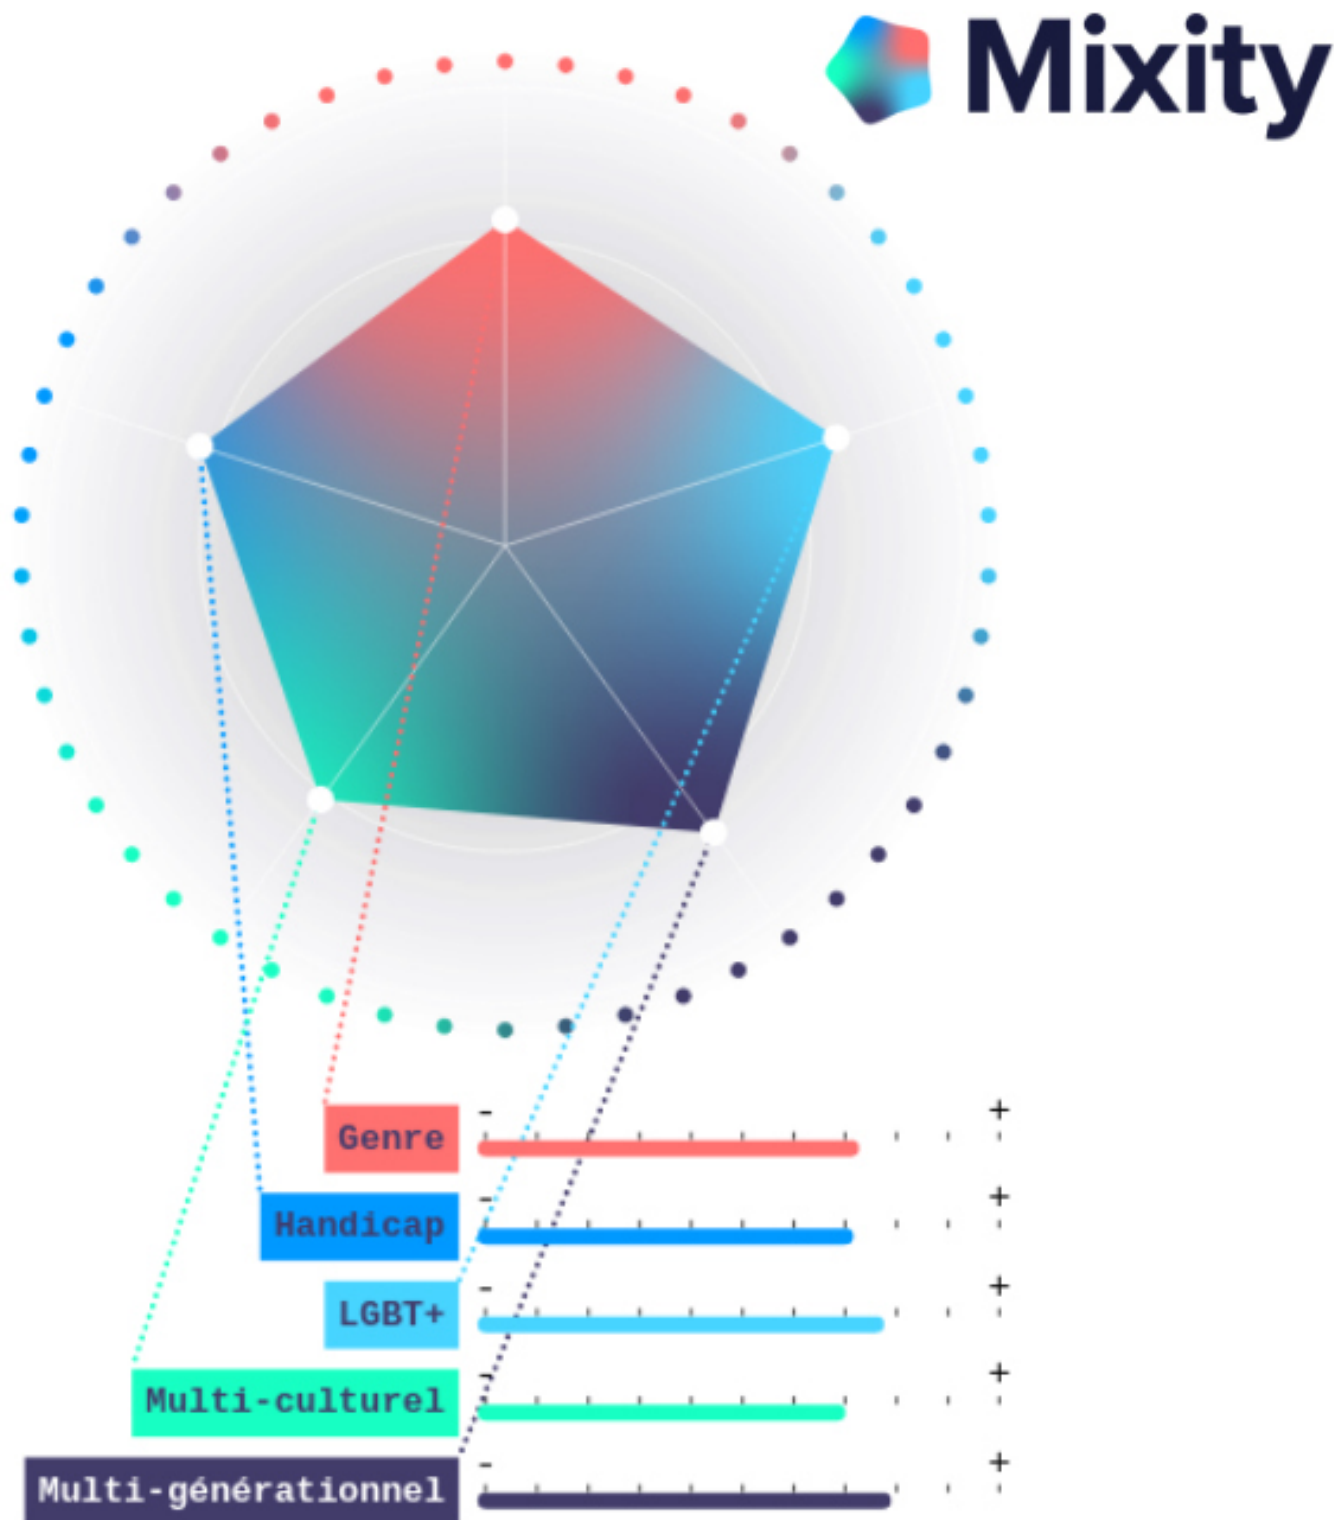 Mixity
- +
Genre
- +
Handicap
- +
LGBT+
- +
Multi-culturel
- +
Multi-générationnel